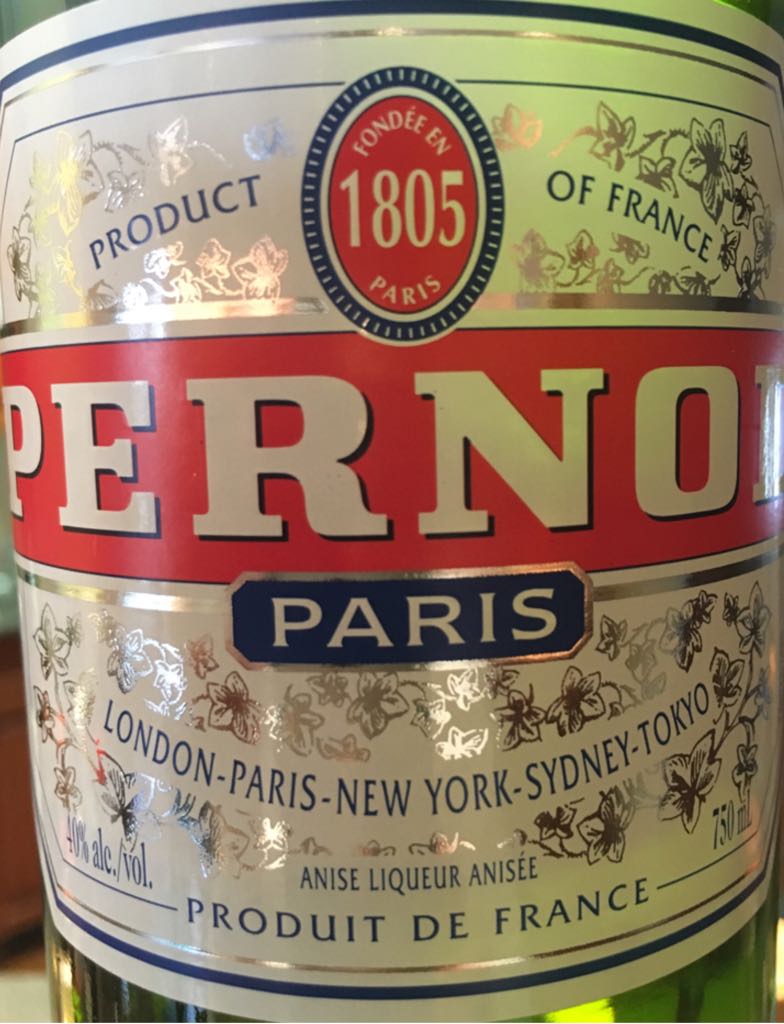 FONDÉE EN
1805
PARIS
PRODUCT OF FRANCE
PERNOD
PARIS
LONDON-PARIS-NEW YORK-SYDNEY-TOKYO
40% alc./vol. 750 ml
ANISE LIQUEUR ANISÉE
PRODUIT DE FRANCE